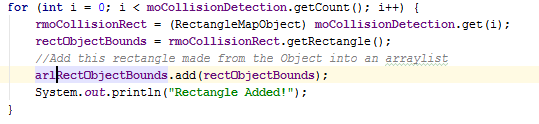 for (int i = 0; i < moCollisionDetection.getCount(); i++) {
rmoCollisionRect = (RectangleMapObject) moCollisionDetection.get(i);
rectObjectBounds = rmoCollisionRect.getRectangle();
//Add this rectangle made from the Object into an arraylist
arlRectObjectBounds.add(rectObjectBounds);
System.out.println("Rectangle Added!");
}